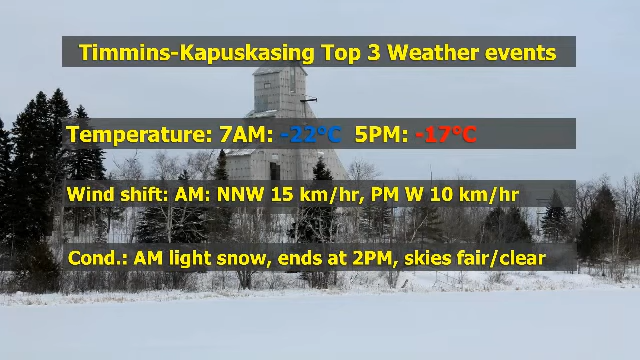 Timmins-Kapuskasing Top 3 Weather events
Temperature: 7AM: -22°C 5PM: -17°C
Wind shift: AM: NNW 15 km/hr, PM W 10 km/hr
Cond.: AM light snow, ends at 2PM, skies fair/clear